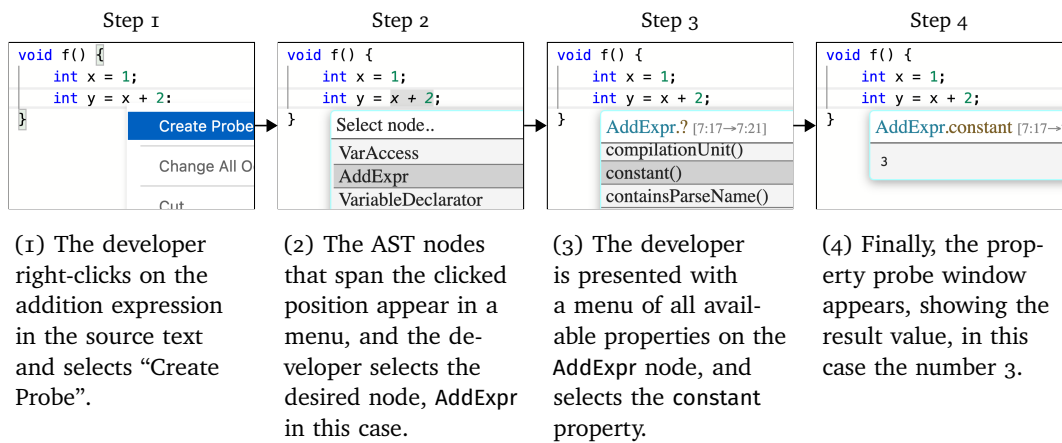 Step 1
void f() {
int x = 1;
int y = x + 2:
}
Create Probe
Change All O
Cut
(1) The developer
right-clicks on the
addition expression
in the source text
and selects “Create
Probe”.
Step 2
void f() {
int x = 1;
int y = x + 2;
}
Select node..
VarAccess
AddExpr
VariableDeclarator
(2) The AST nodes
that span the clicked
position appear in a
menu, and the de-
veloper selects the
desired node, AddExpr
in this case.
Step 3
void f() {
int x = 1;
int y = x + 2;
}
AddExpr.? [7:17→7:21]
compilationUnit()
constant()
containsParseName()
(3) The developer
is presented with
a menu of all avail-
able properties on the
AddExpr node, and
selects the constant
property.
Step 4
void f() {
int x = 1;
int y = x + 2;
}
AddExpr.constant [7:17→
3
(4) Finally, the prop-
erty probe window
appears, showing the
result value, in this
case the number 3.